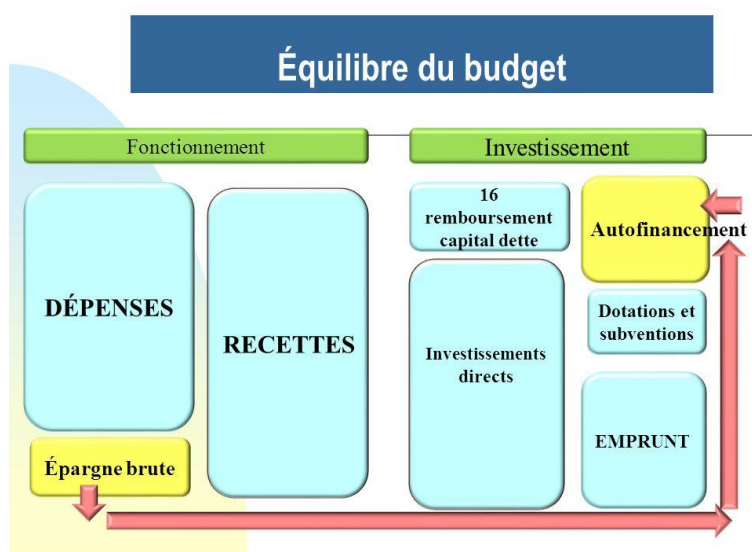 Équilibre du budget
Fonctionnement
Investissement
DÉPENSES
Épargne brute
RECETTES
16
remboursement
capital dette
Investissements
directs
Autofinancement
Dotations et
subventions
EMPRUNT